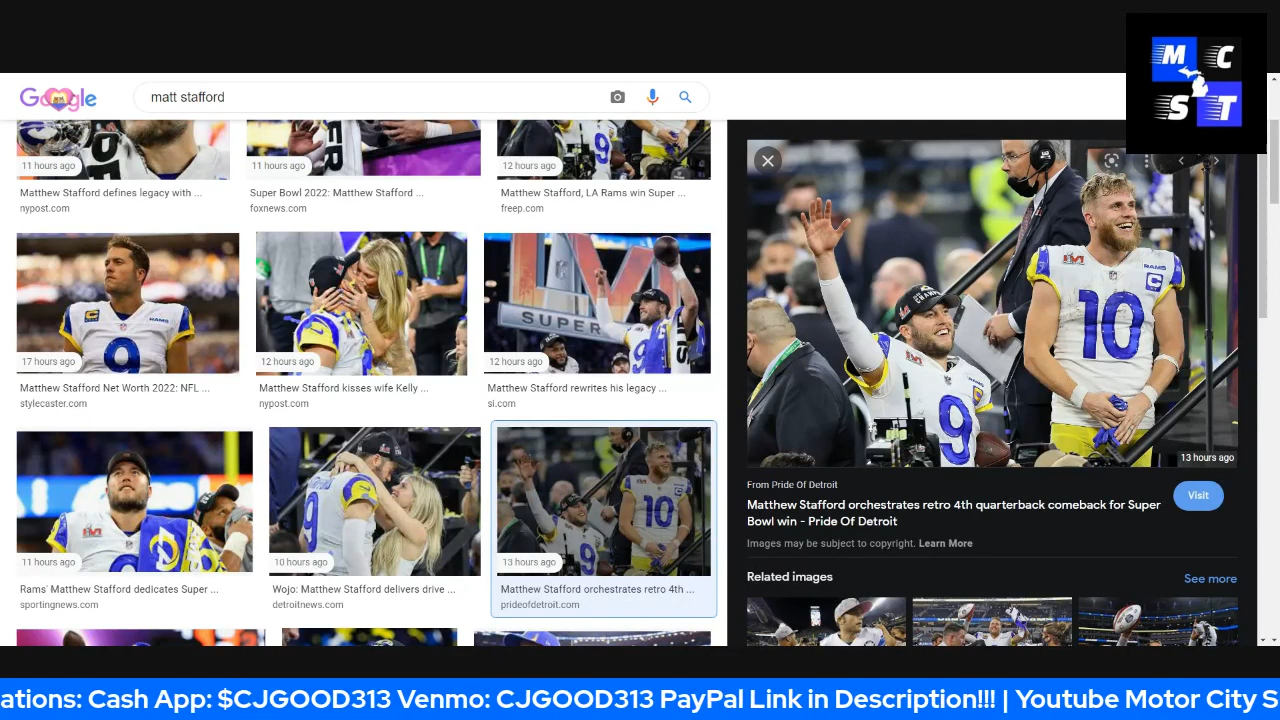 M C
S T
Google
matt stafford
11 hours ago
11 hours ago
12 hours ago
Matthew Stafford defines legacy with ...
nypost.com
Super Bowl 2022: Matthew Stafford ...
foxnews.com
Matthew Stafford, LA Rams win Super ...
freep.com
17 hours ago
12 hours ago
SUPER
12 hours ago
Matthew Stafford Net Worth 2022: NFL ...
stylecaster.com
Matthew Stafford kisses wife Kelly ...
nypost.com
Matthew Stafford rewrites his legacy ...
si.com
11 hours ago
10 hours ago
13 hours ago
Rams' Matthew Stafford dedicates Super ...
sportingnews.com
Wojo: Matthew Stafford delivers drive ...
detroitnews.com
Matthew Stafford orchestrates retro 4th ...
prideofdetroit.com
RAMS
10
9
13 hours ago
From Pride Of Detroit
Matthew Stafford orchestrates retro 4th quarterback comeback for Super
Bowl win - Pride Of Detroit
Visit
Images may be subject to copyright. Learn More
Related images
See more
ations: Cash App: $CJGOOD313 Venmo: CJGOOD313 PayPal Link in Description!!! | Youtube Motor City S